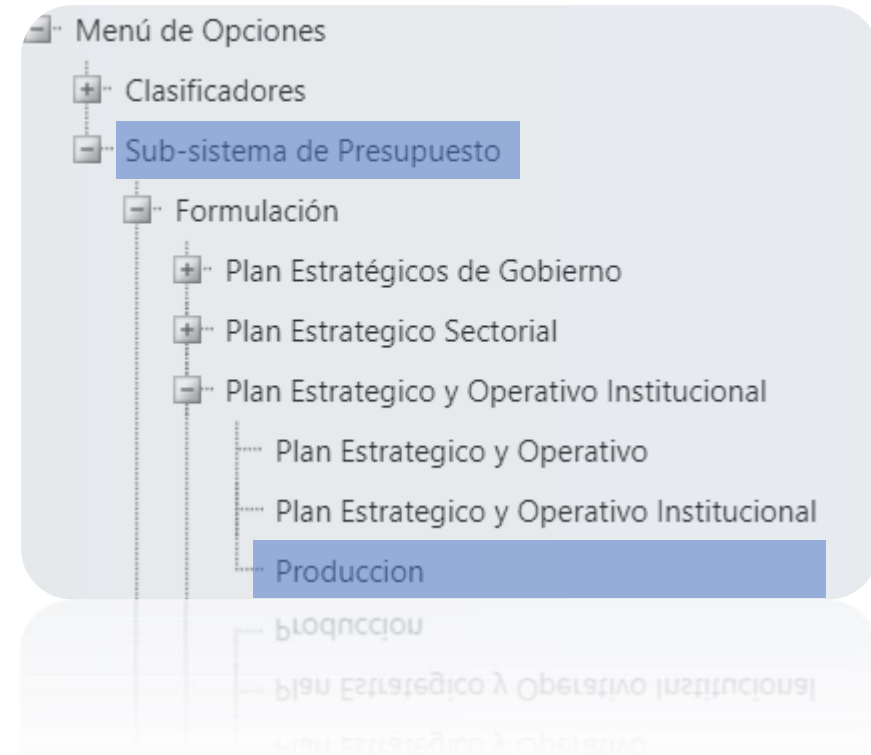 Menú de Opciones
Clasificadores
Sub-sistema de Presupuesto
Formulación
Plan Estratégicos de Gobierno
Plan Estrategico Sectorial
Plan Estrategico y Operativo Institucional
Plan Estrategico y Operativo
Plan Estrategico y Operativo Institucional
Produccion